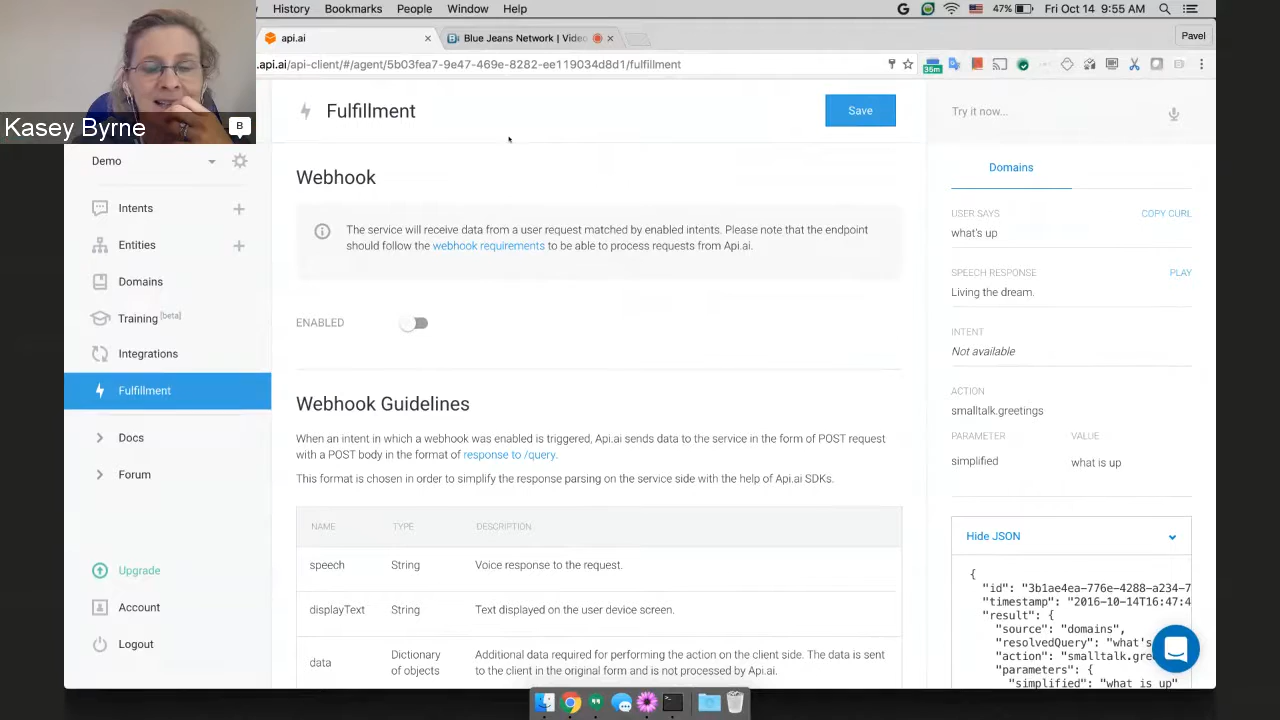 History Bookmarks People Window Help 47% Fri Oct 14 9:55 AM
api.ai × Blue Jeans Network | Video × Pavel
.api.ai/api-client/#/agent/5b03fea7-9e47-469e-8282-ee119034d8d1/fulfillment
35m
Kasey Byrne B
Demo
Intents +
Entities +
Domains
Training [beta]
Integrations
Fulfillment
Docs
Forum
Upgrade
Account
Logout
Fulfillment Save
Webhook
The service will receive data from a user request matched by enabled intents. Please note that the endpoint
should follow the webhook requirements to be able to process requests from Api.ai.
ENABLED
Webhook Guidelines
When an intent in which a webhook was enabled is triggered, Api.ai sends data to the service in the form of POST request
with a POST body in the format of response to /query.
This format is chosen in order to simplify the response parsing on the service side with the help of Api.ai SDKs.
NAME TYPE DESCRIPTION
speech String Voice response to the request.
displayText String Text displayed on the user device screen.
data Dictionary of objects Additional data required for performing the action on the client side. The data is sent
to the client in the original form and is not processed by Api.ai.
Try it now...
Domains
USER SAYS COPY CURL
what's up
SPEECH RESPONSE PLAY
Living the dream.
INTENT
Not available
ACTION
smalltalk.greetings
PARAMETER VALUE
simplified what is up
Hide JSON
{
"id": "3b1ae4ea-776e-4288-a234-7
"timestamp": "2016-10-14T16:47:4
"result": {
"source": "domains",
"resolvedQuery": "what's
"action": "smalltalk.gre
"parameters": {
"simplified": "what is up"